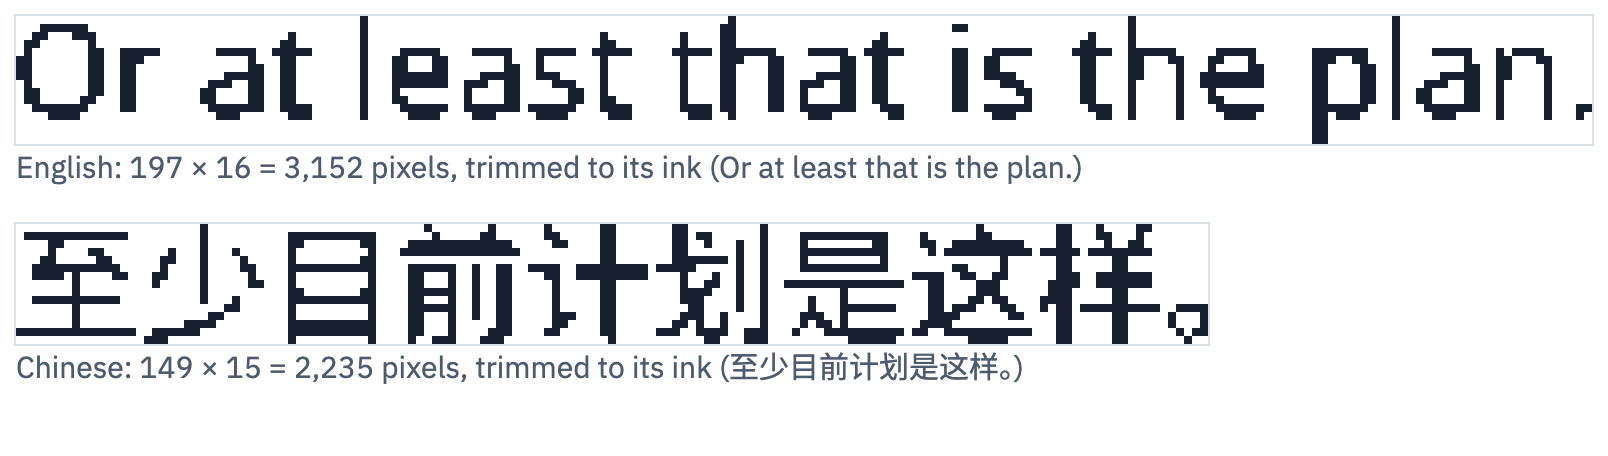 Or at least that is the plan.
English: 197 × 16 = 3,152 pixels, trimmed to its ink (Or at least that is the plan.)
至少目前计划是这样。
Chinese: 149 × 15 = 2,235 pixels, trimmed to its ink (至少目前计划是这样。)